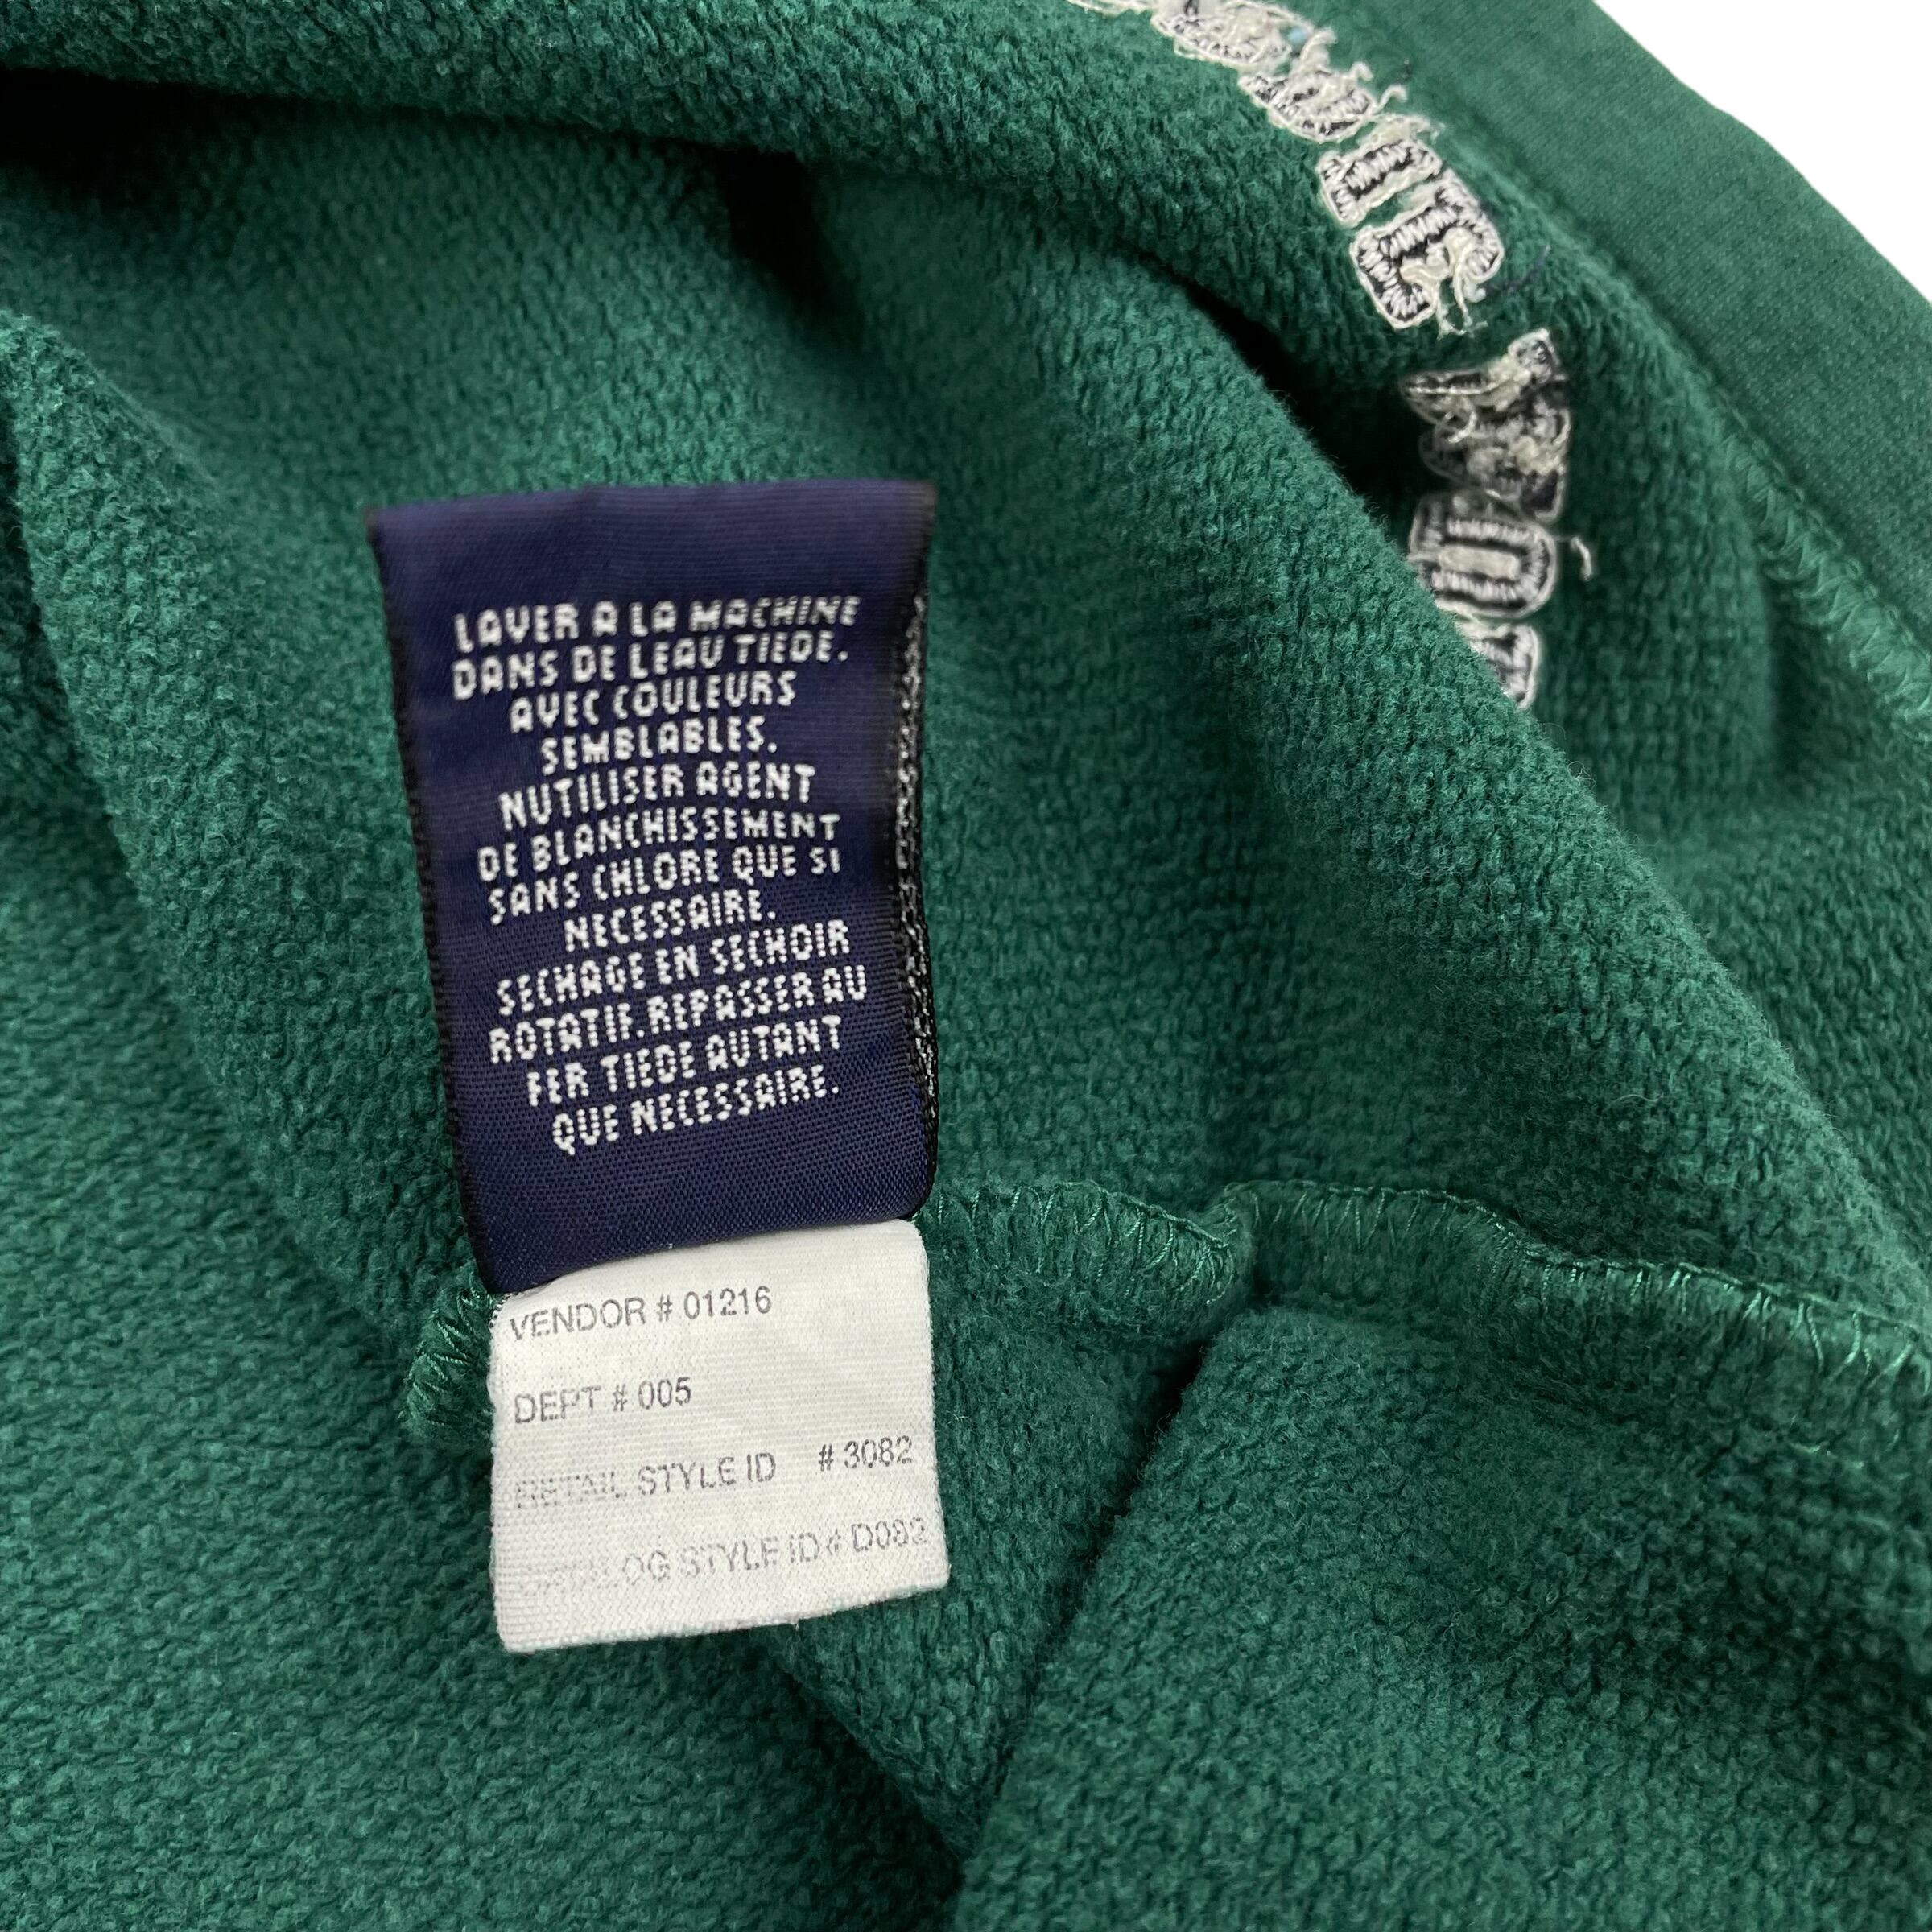 LAVER A LA MACHINE
DANS DE LEAU TIEDE.
AVEC COULEURS
SEMBLABLES.
NUTILISER AGENT
DE BLANCHISSEMENT
SANS CHLORE QUE SI
NECESSAIRE.
SECHAGE EN SECHOIR
ROTATIF. REPASSER AU
FER TIEDE AUTANT
QUE NECESSAIRE.
VENDOR # 01216
DEPT # 005
RETAIL STYLE ID # 3082
CATALOG STYLE ID # D082